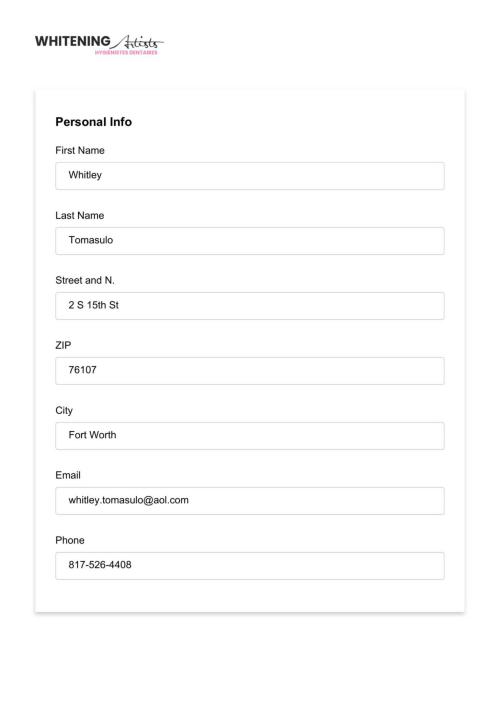 WHITENING Artists
HYGIÉNISTES DENTAIRES
Personal Info
First Name
Whitley
Last Name
Tomasulo
Street and N.
2 S 15th St
ZIP
76107
City
Fort Worth
Email
whitley.tomasulo@aol.com
Phone
817-526-4408